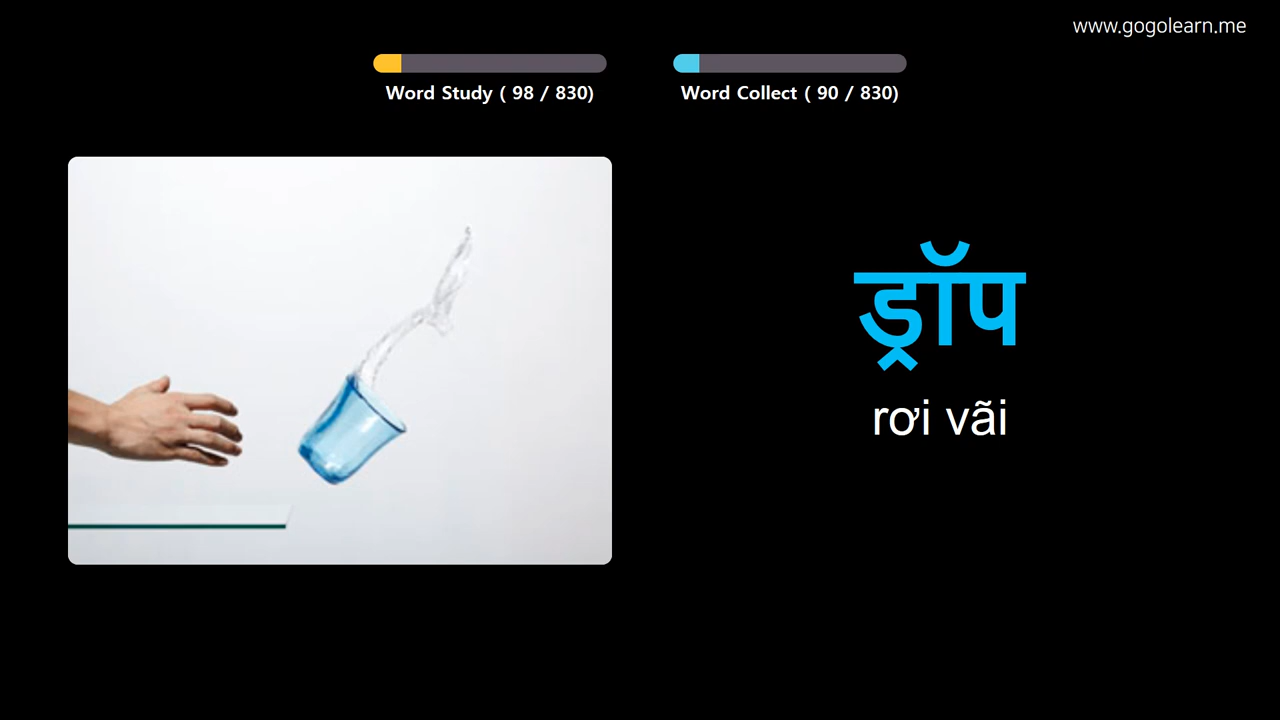 www.gogolearn.me
Word Study ( 98 / 830)
Word Collect ( 90 / 830)
ड्रॉप
rơi vãi